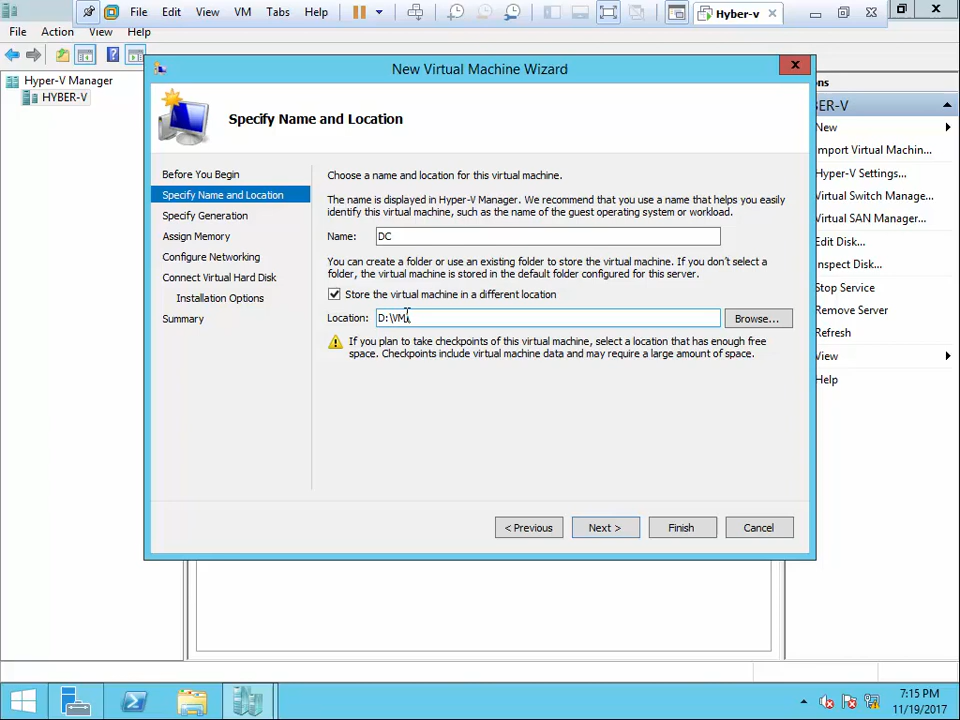 File Edit View VM Tabs Help Hyber-v
File Action View Help
Hyper-V Manager
HYBER-V
New Virtual Machine Wizard
Specify Name and Location
Before You Begin
Specify Name and Location
Specify Generation
Assign Memory
Configure Networking
Connect Virtual Hard Disk
Installation Options
Summary
Choose a name and location for this virtual machine.
The name is displayed in Hyper-V Manager. We recommend that you use a name that helps you easily
identify this virtual machine, such as the name of the guest operating system or workload.
Name: DC
You can create a folder or use an existing folder to store the virtual machine. If you don't select a
folder, the virtual machine is stored in the default folder configured for this server.
Store the virtual machine in a different location
Location: D:\VM\ Browse...
If you plan to take checkpoints of this virtual machine, select a location that has enough free
space. Checkpoints include virtual machine data and may require a large amount of space.
< Previous Next > Finish Cancel
ns
ER-V
New
mport Virtual Machin...
Hyper-V Settings...
Virtual Switch Manage...
Virtual SAN Manager...
Edit Disk...
nspect Disk...
Stop Service
Remove Server
Refresh
View
Help
7:15 PM
11/19/2017